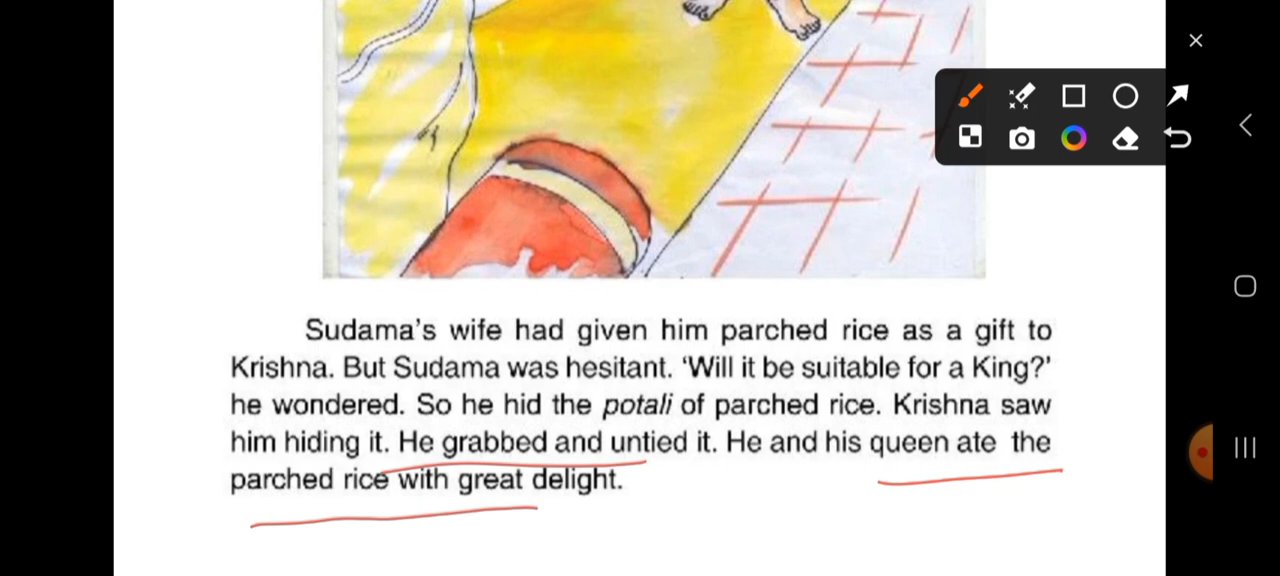 Sudama's wife had given him parched rice as a gift to
Krishna. But Sudama was hesitant. 'Will it be suitable for a King?'
he wondered. So he hid the potali of parched rice. Krishna saw
him hiding it. He grabbed and untied it. He and his queen ate the
parched rice with great delight.